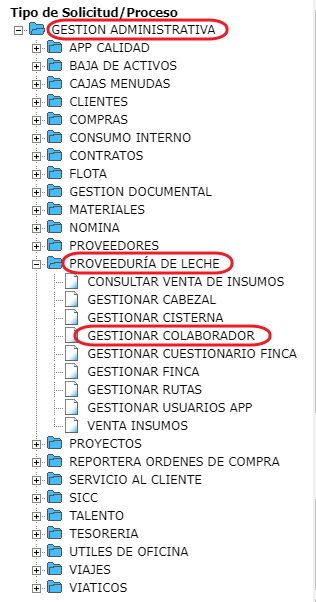 Tipo de Solicitud/Proceso
GESTION ADMINISTRATIVA
APP CALIDAD
BAJA DE ACTIVOS
CAJAS MENUDAS
CLIENTES
COMPRAS
CONSUMO INTERNO
CONTRATOS
FLOTA
GESTION DOCUMENTAL
MATERIALES
NOMINA
PROVEEDORES
PROVEEDURÍA DE LECHE
CONSULTAR VENTA DE INSUMOS
GESTIONAR CABEZAL
GESTIONAR CISTERNA
GESTIONAR COLABORADOR
GESTIONAR CUESTIONARIO FINCA
GESTIONAR FINCA
GESTIONAR RUTAS
GESTIONAR USUARIOS APP
VENTA INSUMOS
PROYECTOS
REPORTERA ORDENES DE COMPRA
SERVICIO AL CLIENTE
SICC
TALENTO
TESORERIA
UTILES DE OFICINA
VIAJES
VIATICOS